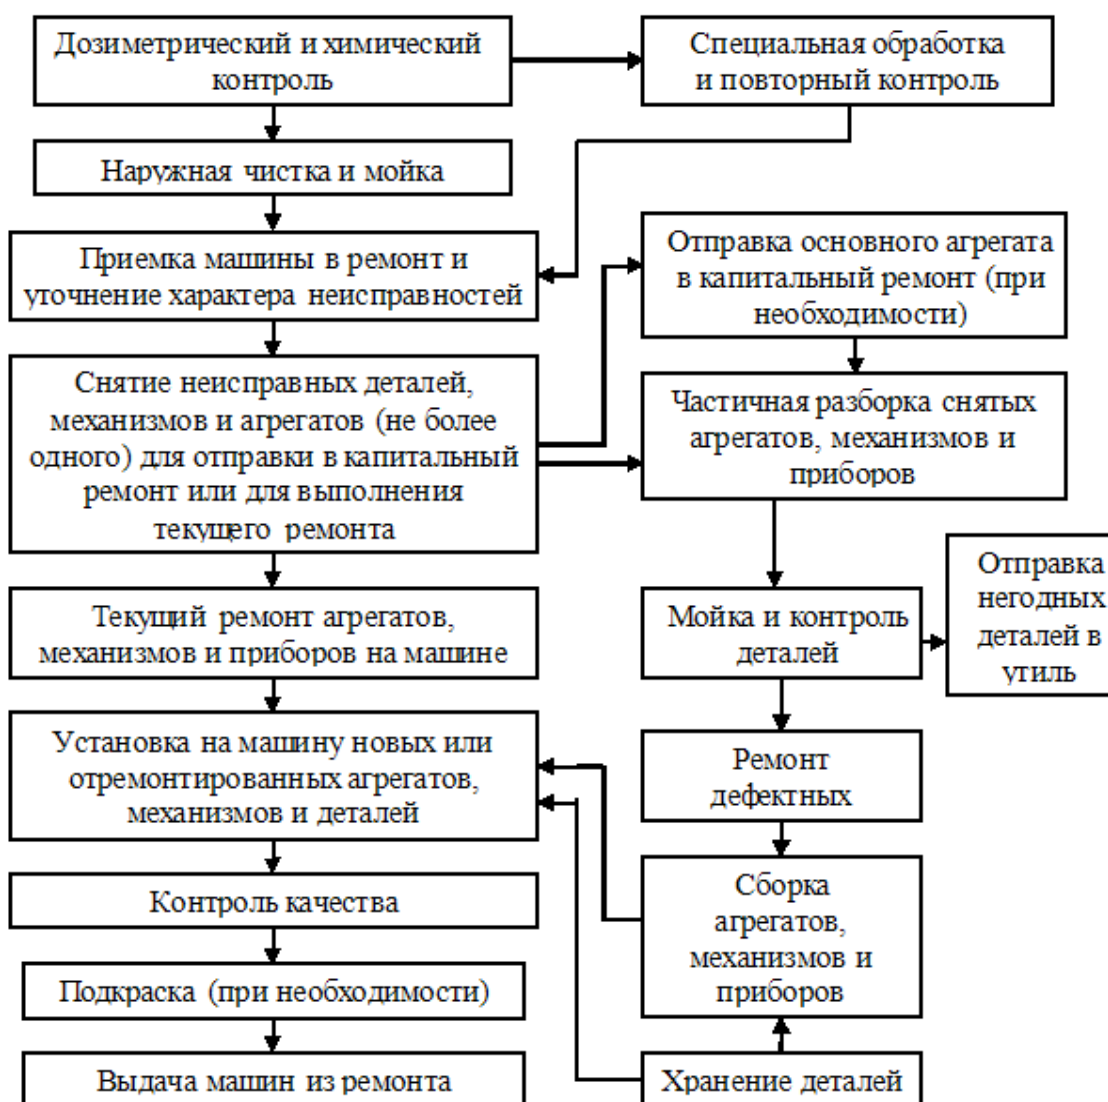 Дозиметрический и химический
контроль
Специальная обработка
и повторный контроль
Наружная чистка и мойка
Приемка машины в ремонт и
уточнение характера неисправностей
Отправка основного агрегата
в капитальный ремонт (при
необходимости)
Снятие неисправных деталей,
механизмов и агрегатов (не более
одного) для отправки в капитальный
ремонт или для выполнения
текущего ремонта
Частичная разборка снятых
агрегатов, механизмов и
приборов
Текущий ремонт агрегатов,
механизмов и приборов на машине
Мойка и контроль
деталей
Отправка
негодных
деталей в
утиль
Установка на машину новых или
отремонтированных агрегатов,
механизмов и деталей
Ремонт
дефектных
Контроль качества
Сборка
агрегатов,
механизмов и
приборов
Подкраска (при необходимости)
Выдача машин из ремонта
Хранение деталей